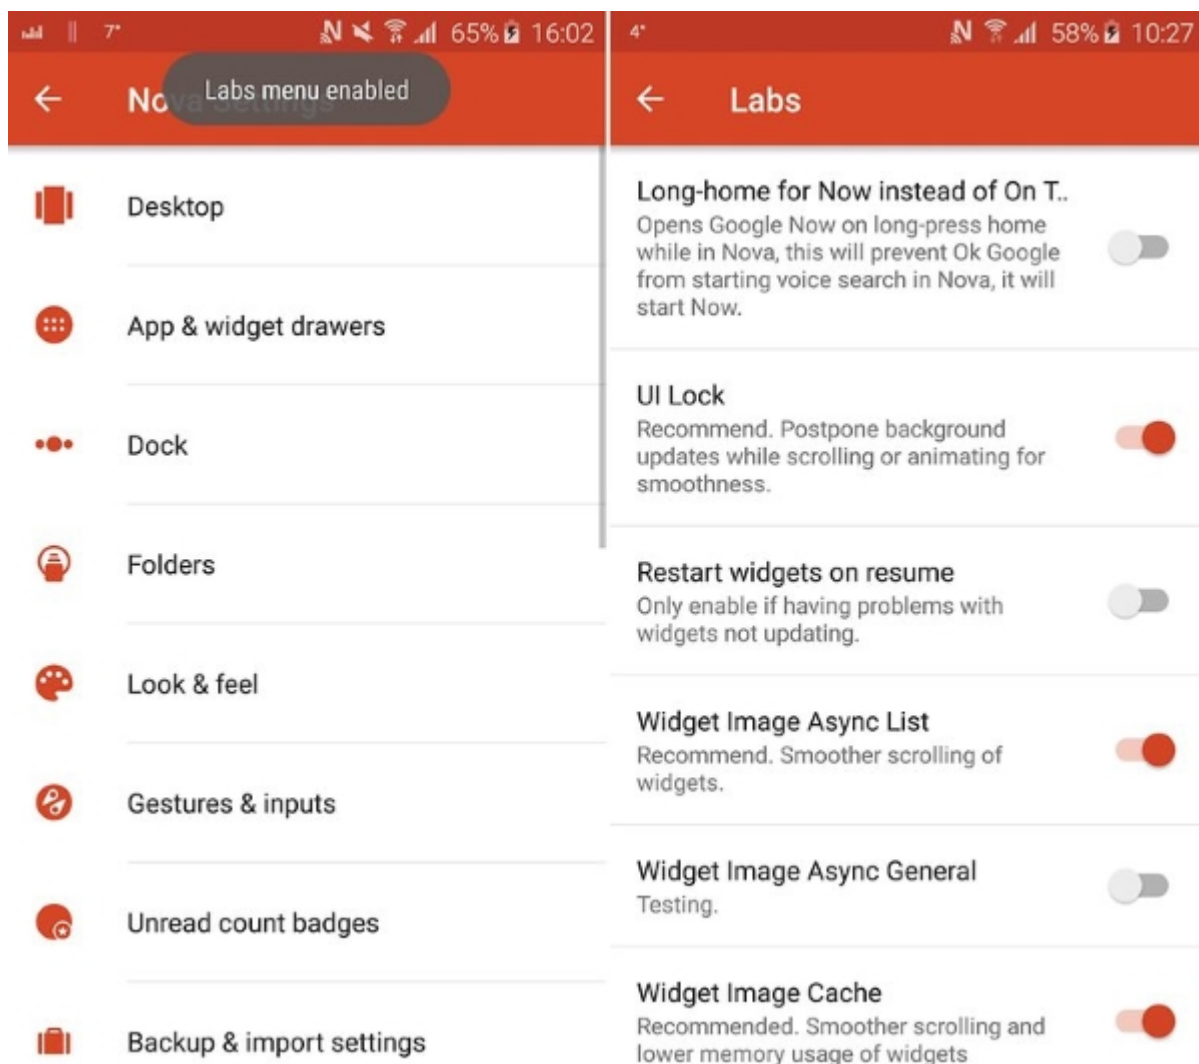 7°
65% 16:02
Labs menu enabled
Nova Settings
Desktop
App & widget drawers
Dock
Folders
Look & feel
Gestures & inputs
Unread count badges
Backup & import settings
4°
58% 10:27
Labs
Long-home for Now instead of On T..
Opens Google Now on long-press home
while in Nova, this will prevent Ok Google
from starting voice search in Nova, it will
start Now.
UI Lock
Recommend. Postpone background
updates while scrolling or animating for
smoothness.
Restart widgets on resume
Only enable if having problems with
widgets not updating.
Widget Image Async List
Recommend. Smoother scrolling of
widgets.
Widget Image Async General
Testing.
Widget Image Cache
Recommended. Smoother scrolling and
lower memory usage of widgets